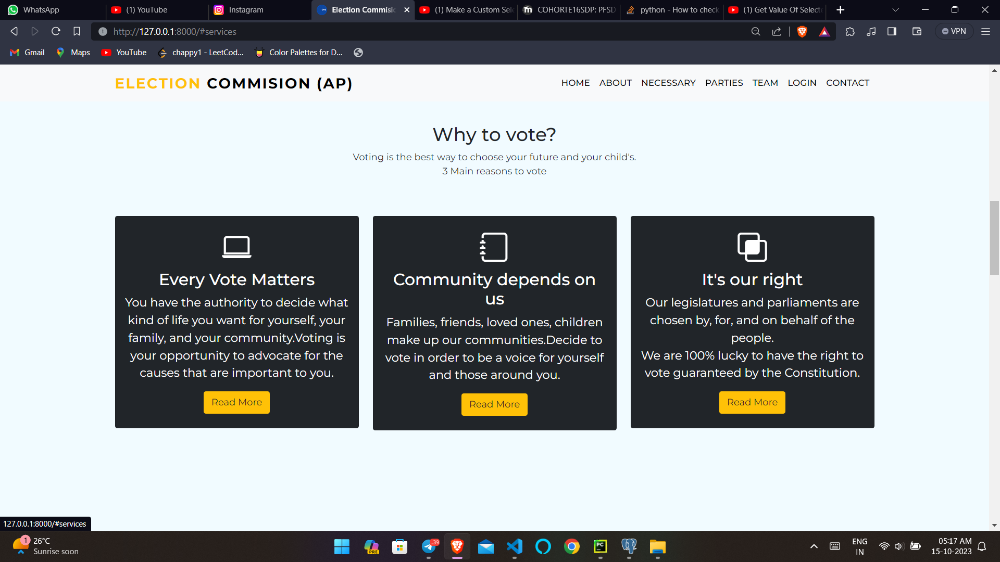 WhatsApp
(1) YouTube
Instagram
Election Commisic
(1) Make a Custom Sele
COHORTE16SDP: PFSD
python - How to check
(1) Get Value Of Selecte
http://127.0.0.1:8000/#services
VPN
Gmail
Maps
YouTube
chappy1 - LeetCod...
Color Palettes for D...
ELECTION COMMISION (AP)
HOME ABOUT NECESSARY PARTIES TEAM LOGIN CONTACT
Why to vote?
Voting is the best way to choose your future and your child's.
3 Main reasons to vote
Every Vote Matters
You have the authority to decide what
kind of life you want for yourself, your
family, and your community.Voting is
your opportunity to advocate for the
causes that are important to you.
Read More
Community depends on
us
Families, friends, loved ones, children
make up our communities.Decide to
vote in order to be a voice for yourself
and those around you.
Read More
It's our right
Our legislatures and parliaments are
chosen by, for, and on behalf of the
people.
We are 100% lucky to have the right to
vote guaranteed by the Constitution.
Read More
127.0.0.1:8000/#services
1
26°C
Sunrise soon
PRE
39
PC
ENG
IN
05:17 AM
15-10-2023